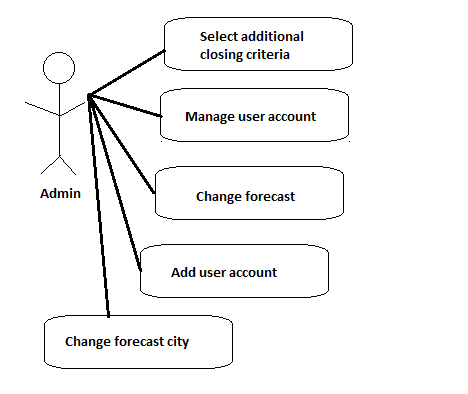 Select additional
closing criteria
Manage user account
Admin
Change forecast
Add user account
Change forecast city